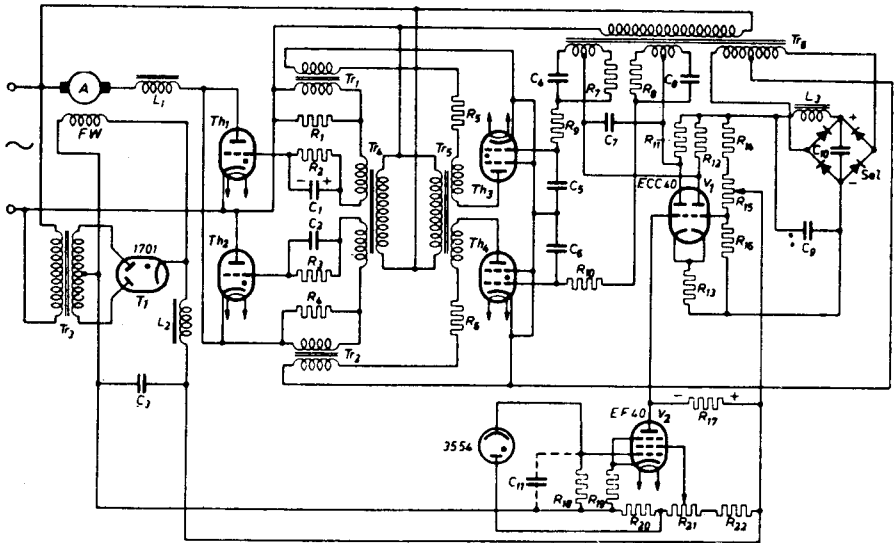 Tr6
A
L1
Tr1
C4
R7
R8
C8
FW
Th1
R1
R5
R9
C7
R11
R12
R14
L3
+
C10
R2
Tr4
Tr5
Th3
ECC40
V1
Sel
−
− +
C1
C5
R15
~
C2
Th2
Th4
C6
R16
C9
1701
R3
R10
T1
R4
R13
L2
R6
Tr3
Tr2
C3
− +
EF40
V2
R17
3554
C11
R18
R19
R20
R21
R22